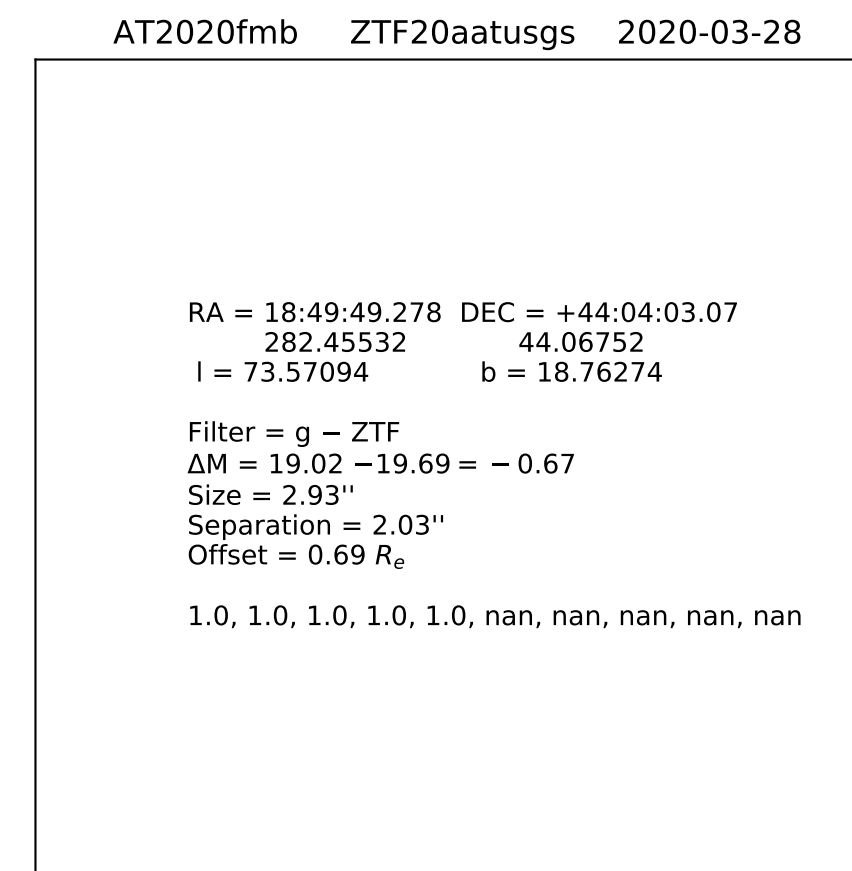 AT2020fmb ZTF20aatusgs 2020-03-28
RA = 18:49:49.278 DEC = +44:04:03.07
282.45532 44.06752
l = 73.57094 b = 18.76274
Filter = g − ZTF
ΔM = 19.02 −19.69 = − 0.67
Size = 2.93''
Separation = 2.03''
Offset = 0.69 Re
1.0, 1.0, 1.0, 1.0, 1.0, nan, nan, nan, nan, nan